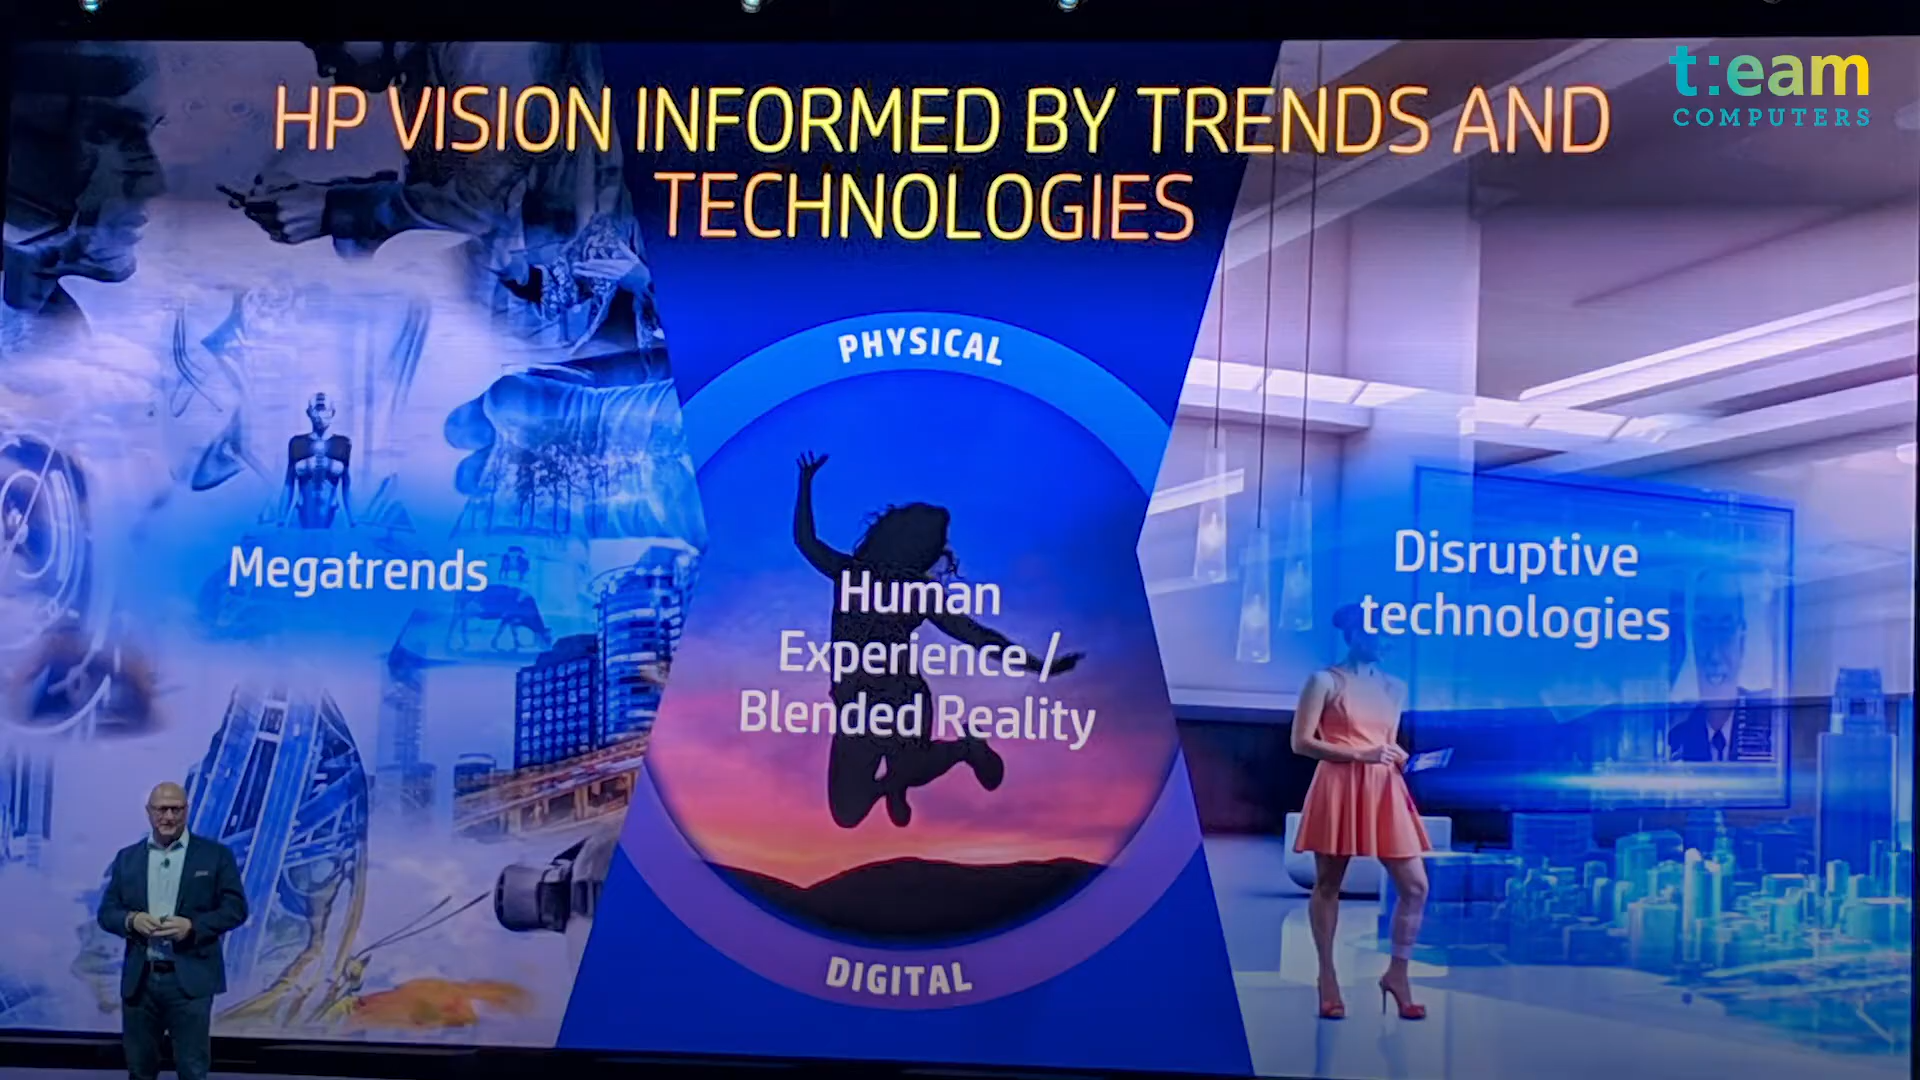 t:eam
COMPUTERS
HP VISION INFORMED BY TRENDS AND
TECHNOLOGIES
PHYSICAL
Megatrends
Human
Experience /
Blended Reality
Disruptive
technologies
DIGITAL